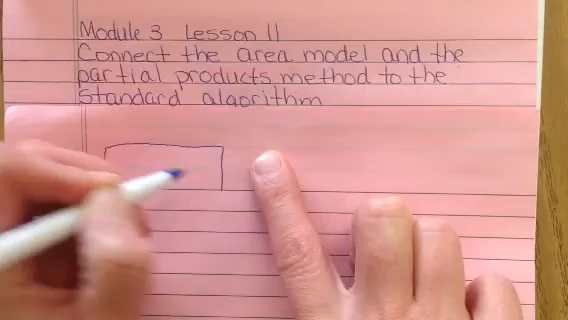 Module 3 Lesson 11
Connect the area model and the
partial products method to the
standard algorithm